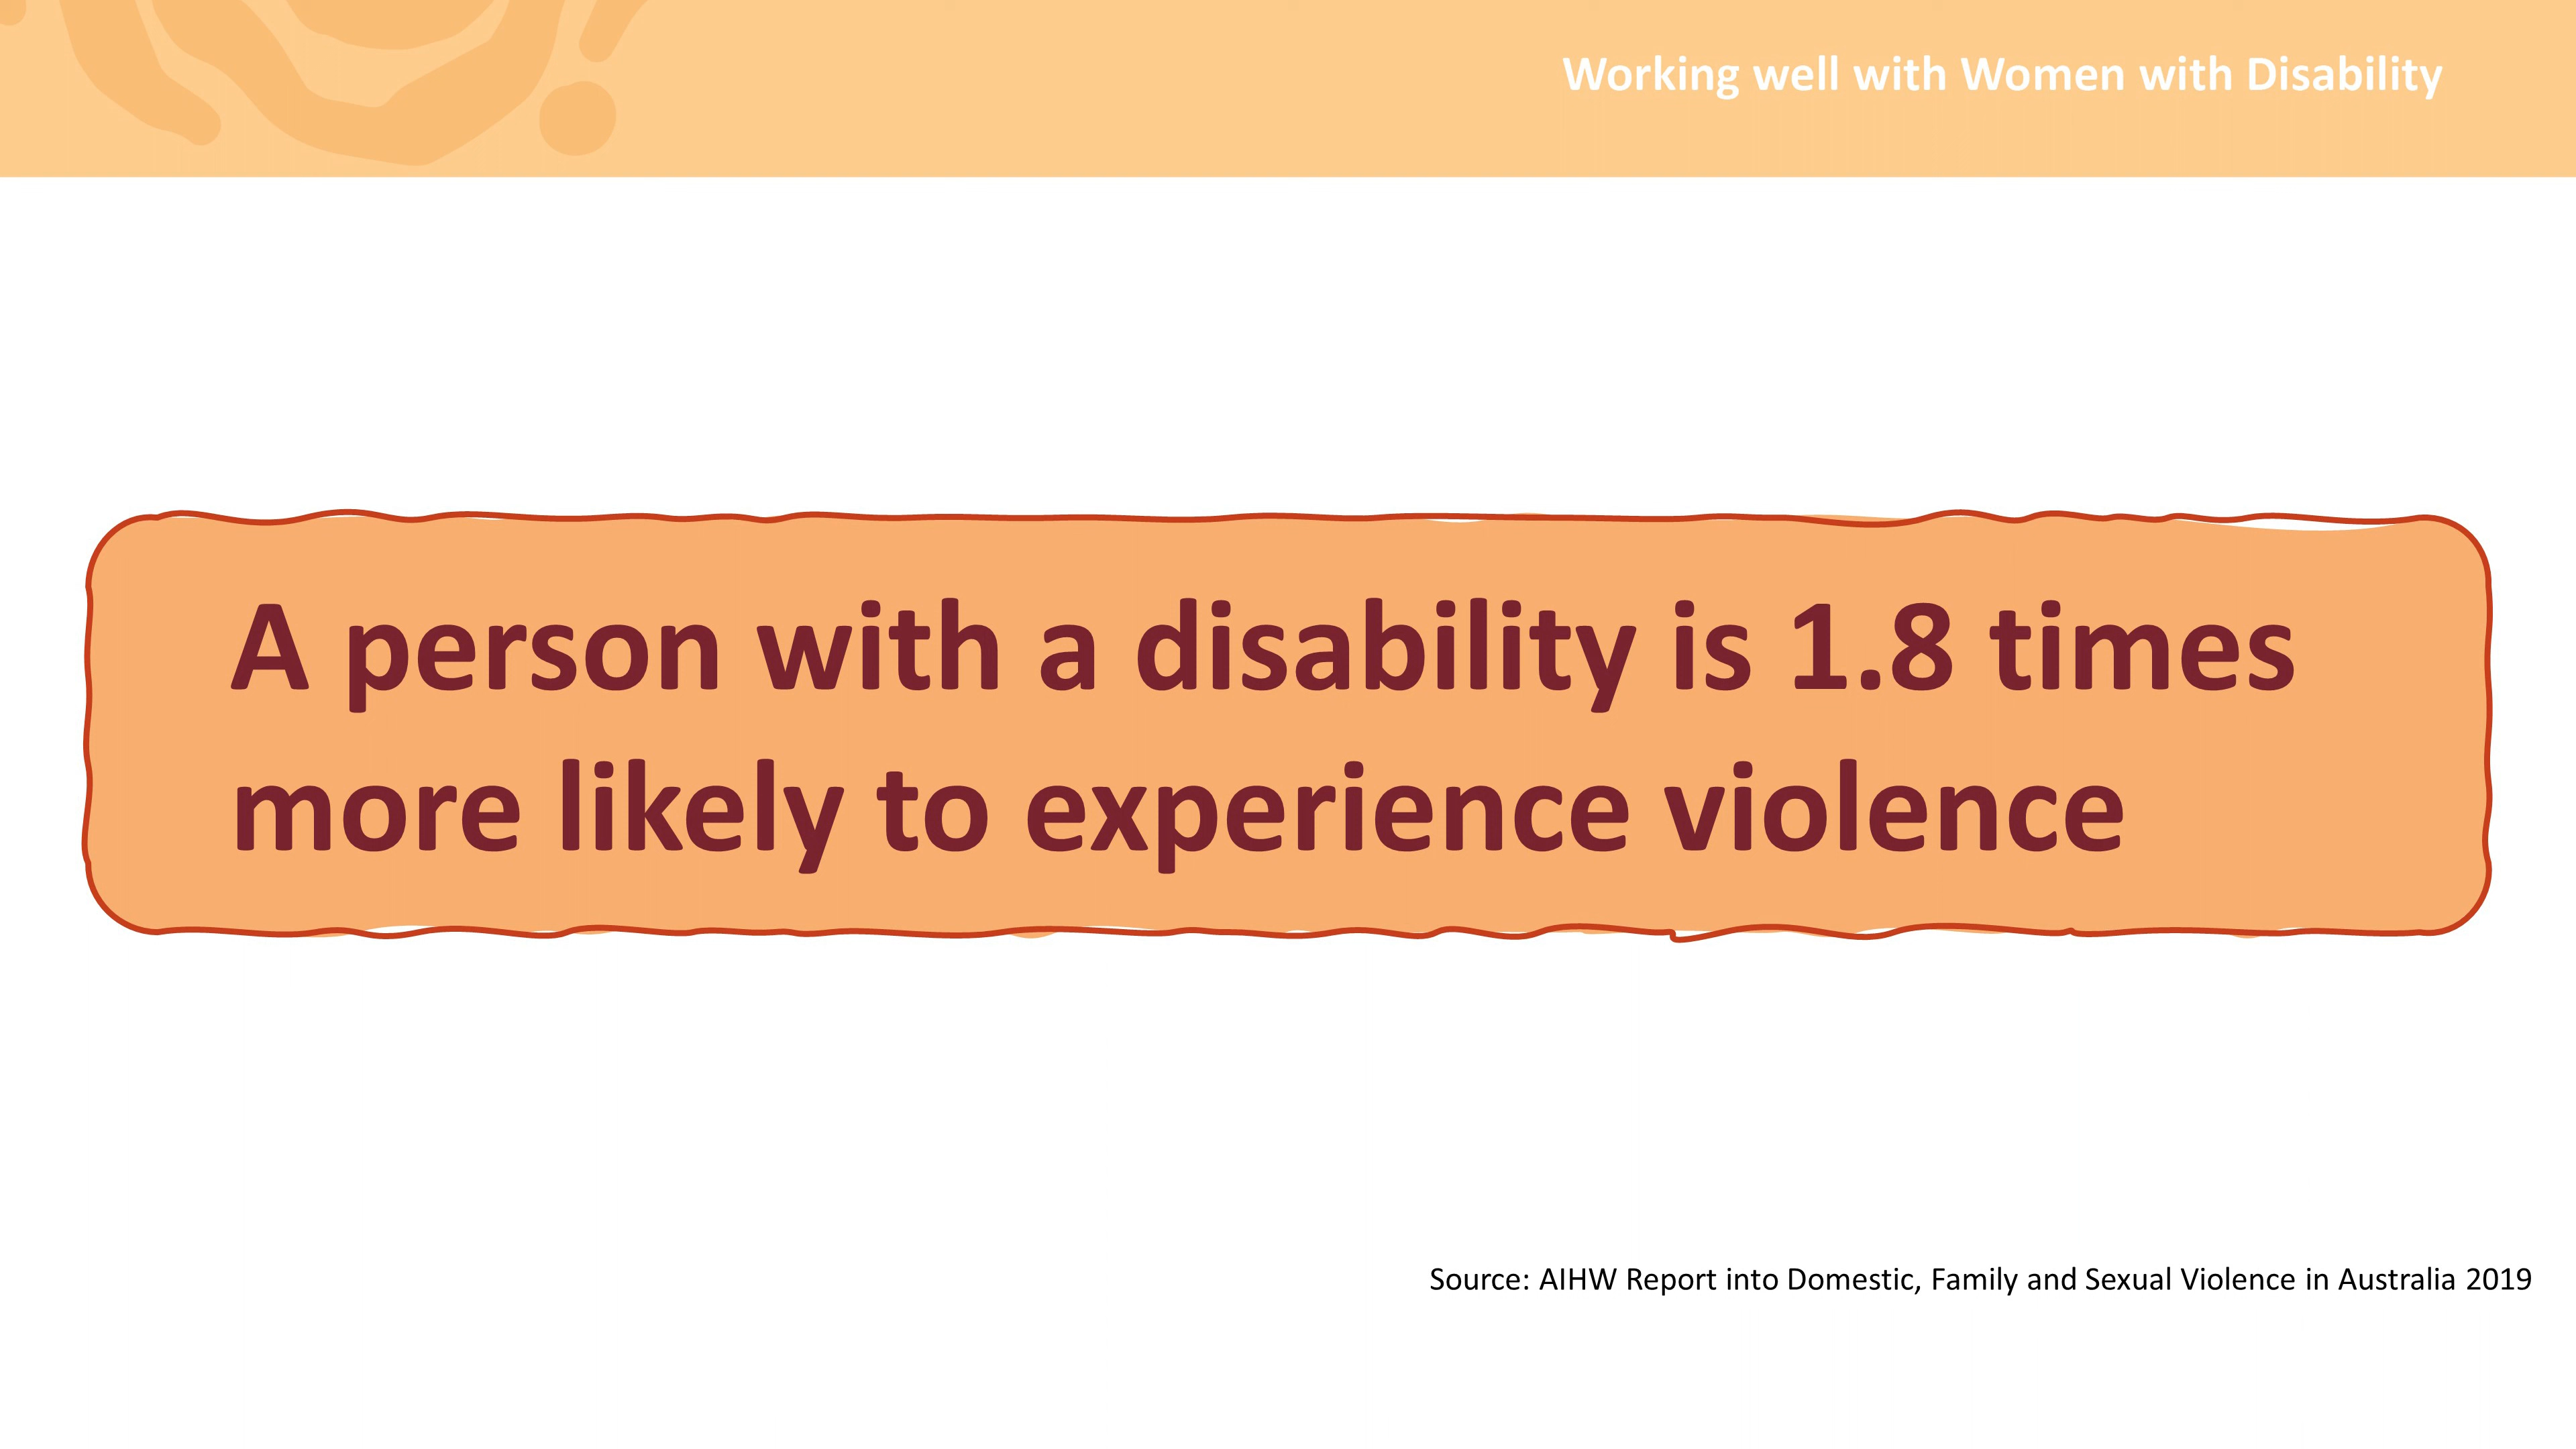 Working well with Women with Disability
A person with a disability is 1.8 times
more likely to experience violence
Source: AIHW Report into Domestic, Family and Sexual Violence in Australia 2019